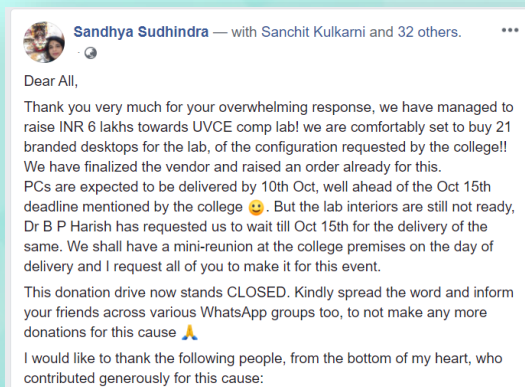 Sandhya Sudhindra — with Sanchit Kulkarni and 32 others.
Dear All,
Thank you very much for your overwhelming response, we have managed to
raise INR 6 lakhs towards UVCE comp lab! we are comfortably set to buy 21
branded desktops for the lab, of the configuration requested by the college!!
We have finalized the vendor and raised an order already for this.
PCs are expected to be delivered by 10th Oct, well ahead of the Oct 15th
deadline mentioned by the college 🙂. But the lab interiors are still not ready,
Dr B P Harish has requested us to wait till Oct 15th for the delivery of the
same. We shall have a mini-reunion at the college premises on the day of
delivery and I request all of you to make it for this event.
This donation drive now stands CLOSED. Kindly spread the word and inform
your friends across various WhatsApp groups too, to not make any more
donations for this cause 🙏
I would like to thank the following people, from the bottom of my heart, who
contributed generously for this cause: